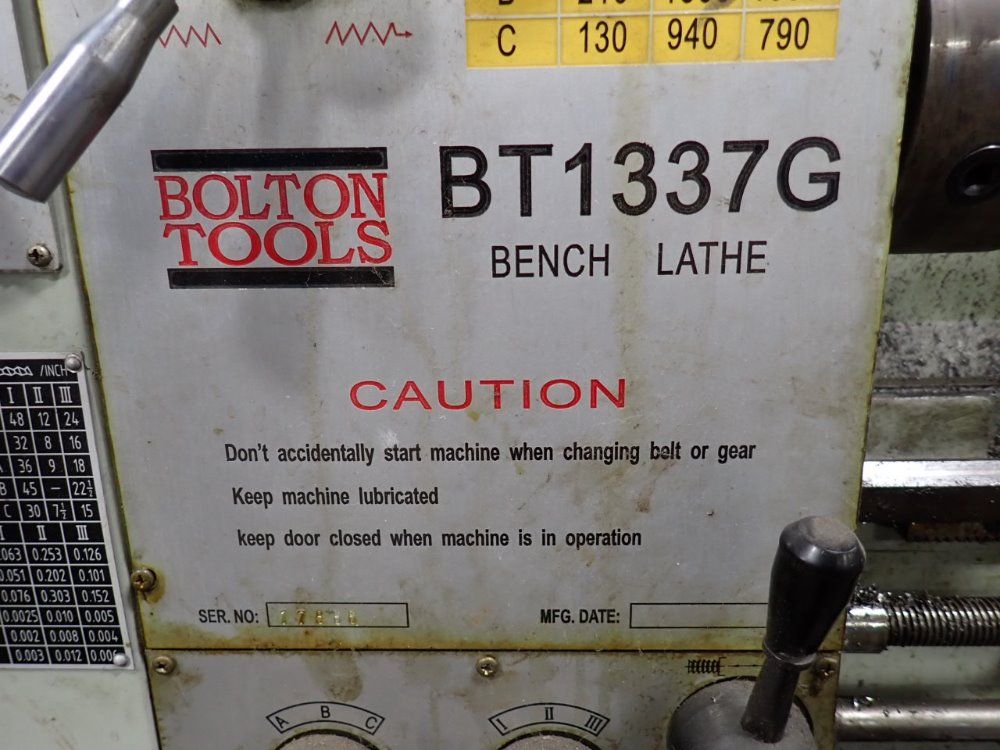 C 130 940 790
BOLTON
TOOLS
BT1337G
BENCH LATHE
CAUTION
Don't accidentally start machine when changing belt or gear
Keep machine lubricated
keep door closed when machine is in operation
SER. NO:
MFG. DATE:
/INCH
I II III
48 12 24
32 8 16
36 9 18
B 45 – 22½
C 30 7½ 15
I II III
.063 0.253 0.126
0.051 0.202 0.101
0.076 0.303 0.152
0.0025 0.010 0.005
0.002 0.008 0.004
0.003 0.012
A B C
I II III